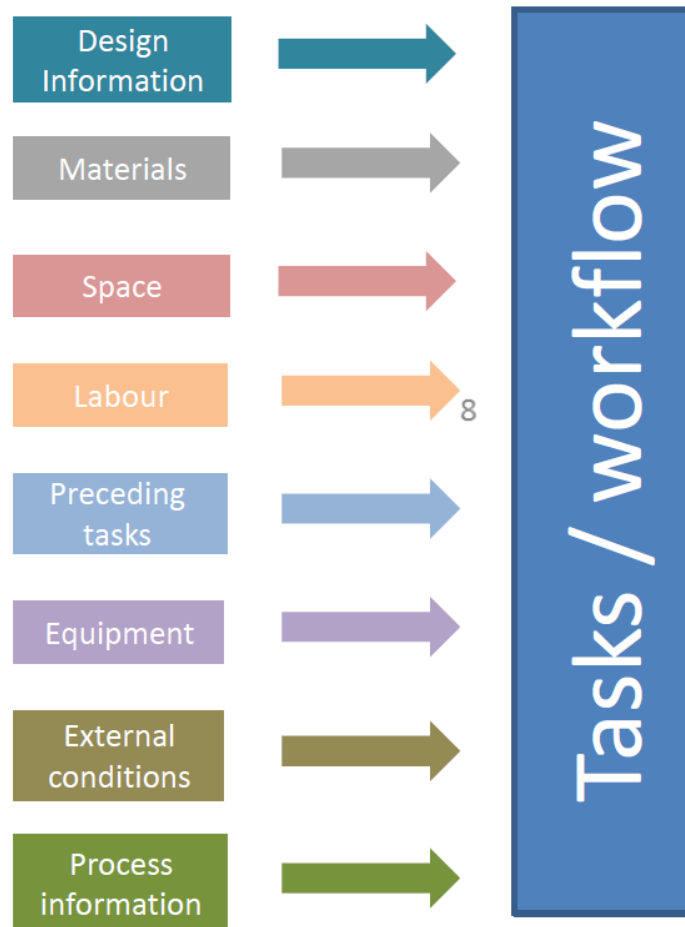 Design
Information
Materials
Space
Labour
8
Preceding
tasks
Equipment
External
conditions
Process
information
Tasks / workflow